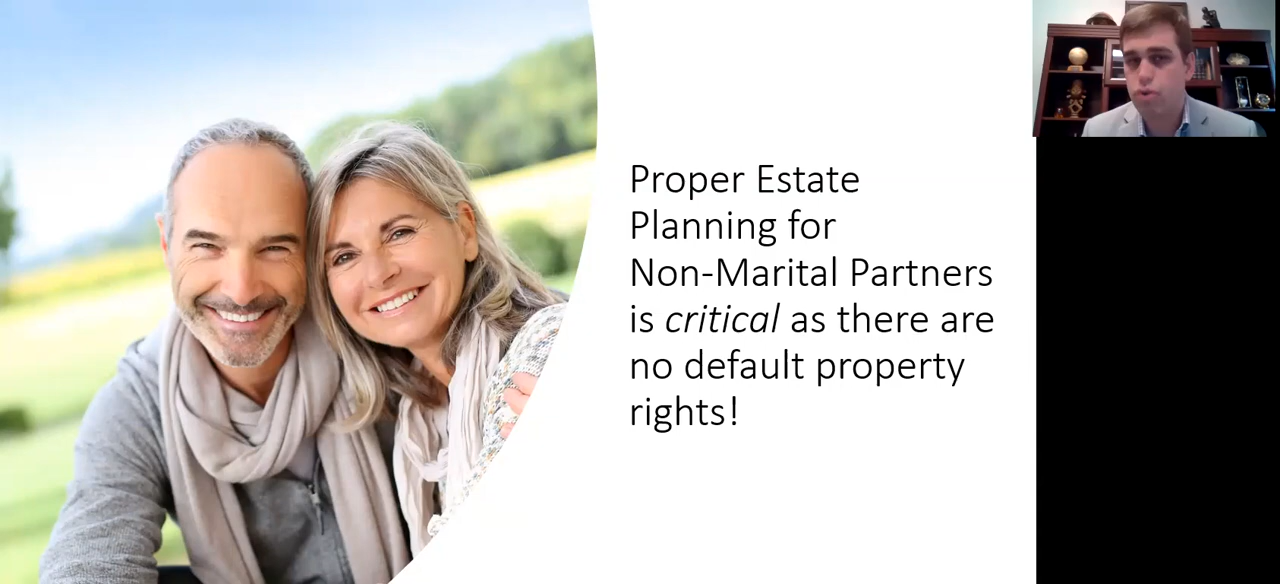 Proper Estate
Planning for
Non-Marital Partners
is critical as there are
no default property
rights!